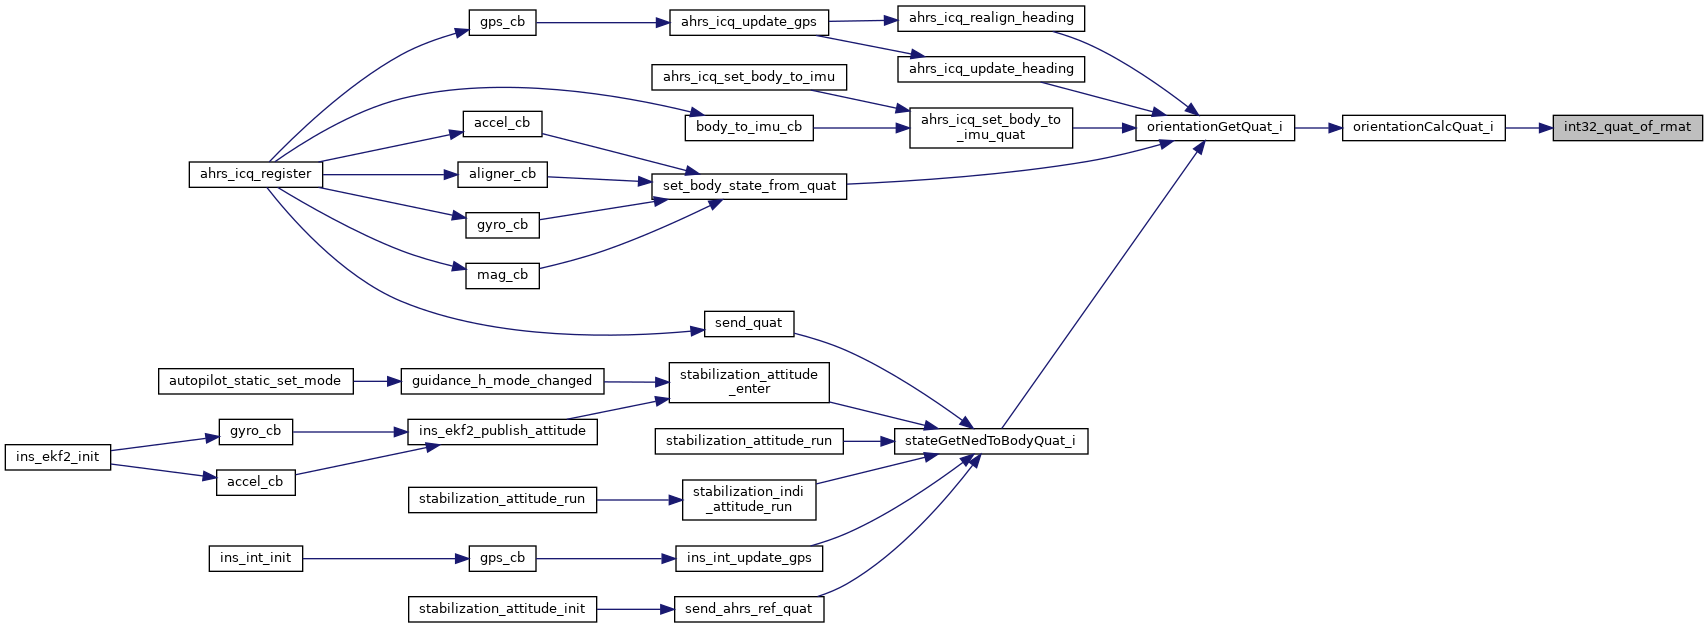 gps_cb
ahrs_icq_update_gps
ahrs_icq_realign_heading
ahrs_icq_update_heading
ahrs_icq_set_body_to_imu
ahrs_icq_set_body_to
_imu_quat
body_to_imu_cb
accel_cb
orientationGetQuat_i
orientationCalcQuat_i
int32_quat_of_rmat
ahrs_icq_register
aligner_cb
set_body_state_from_quat
gyro_cb
mag_cb
send_quat
autopilot_static_set_mode
guidance_h_mode_changed
stabilization_attitude
_enter
ins_ekf2_init
gyro_cb
ins_ekf2_publish_attitude
accel_cb
stabilization_attitude_run
stateGetNedToBodyQuat_i
stabilization_attitude_run
stabilization_indi
_attitude_run
ins_int_init
gps_cb
ins_int_update_gps
stabilization_attitude_init
send_ahrs_ref_quat